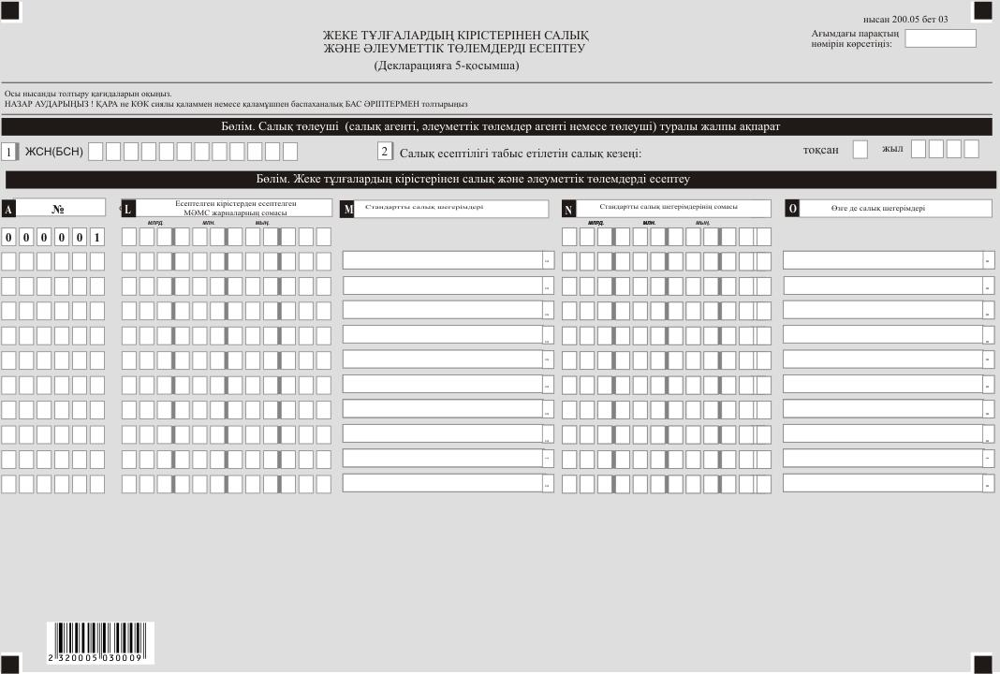 нысан 200.05 бет 03
ЖЕКЕ ТҰЛҒАЛАРДЫҢ КІРІСТЕРІНЕН САЛЫҚ
ЖӘНЕ ӘЛЕУМЕТТІК ТӨЛЕМДЕРДІ ЕСЕПТЕУ
(Декларацияға 5-қосымша)
Ағымдағы парақтың
нөмірін көрсетіңіз:
Осы нысанды толтыру қағидаларын оқыңыз.
НАЗАР АУДАРЫҢЫЗ ! ҚАРА не КӨК сиялы қаламмен немесе қаламұшпен баспаханалық БАС ӘРІПТЕРМЕН толтырыңыз
Бөлім. Салық төлеуші (салық агенті, әлеуметтік төлемдер агенті немесе төлеуші) туралы жалпы ақпарат
1 ЖСН(БСН) 2 Салық есептілігі табыс етілетін салық кезеңі: тоқсан жыл
Бөлім. Жеке тұлғалардың кірістерінен салық және әлеуметтік төлемдерді есептеу
A №
L Есептелген кірістерден есептелген
МӘМС жарналарның сомасы
M Стандартты салық шегерімдері
N Стандартты салық шегерімдерінің сомасы
O Өзге де салық шегерімдері
млрд. млн. мың. млрд. млн. мың.
0 0 0 0 0 1
2 320005 030009